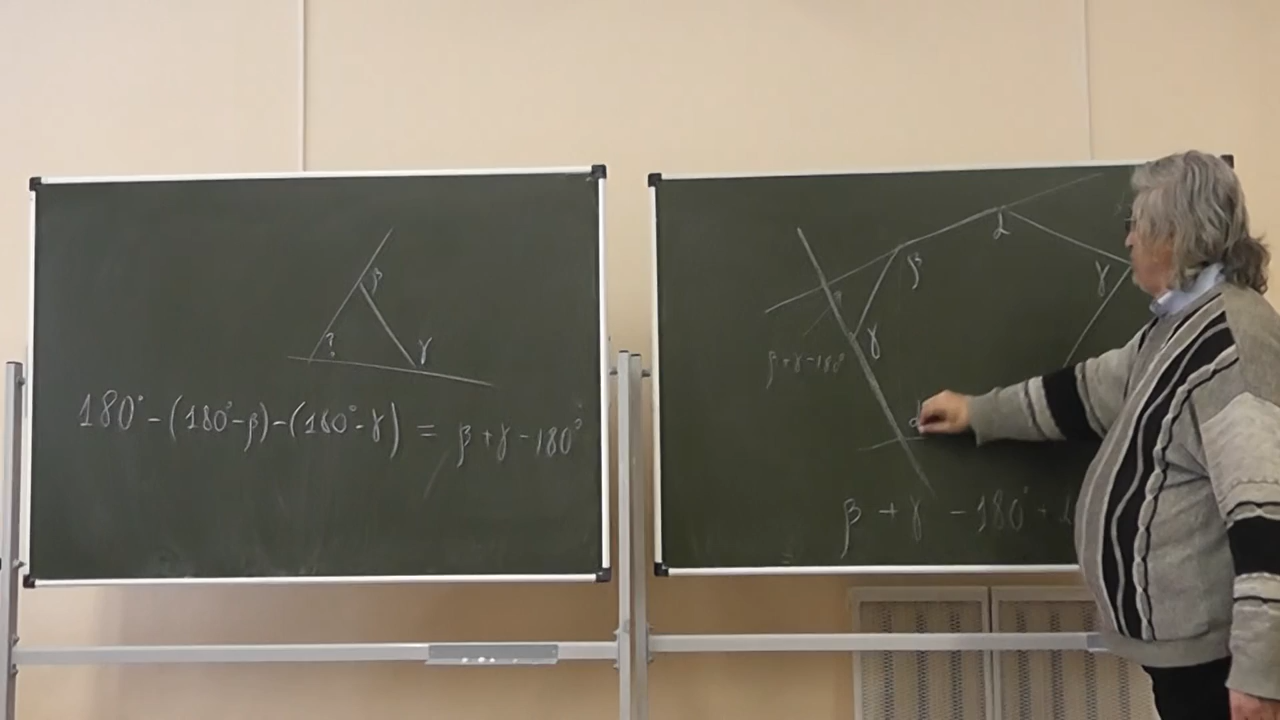 β
?
γ
180° - (180° - β) - (180° - γ) = β + γ - 180°
α
β
γ
γ
β + γ - 180°
β + γ - 180° +